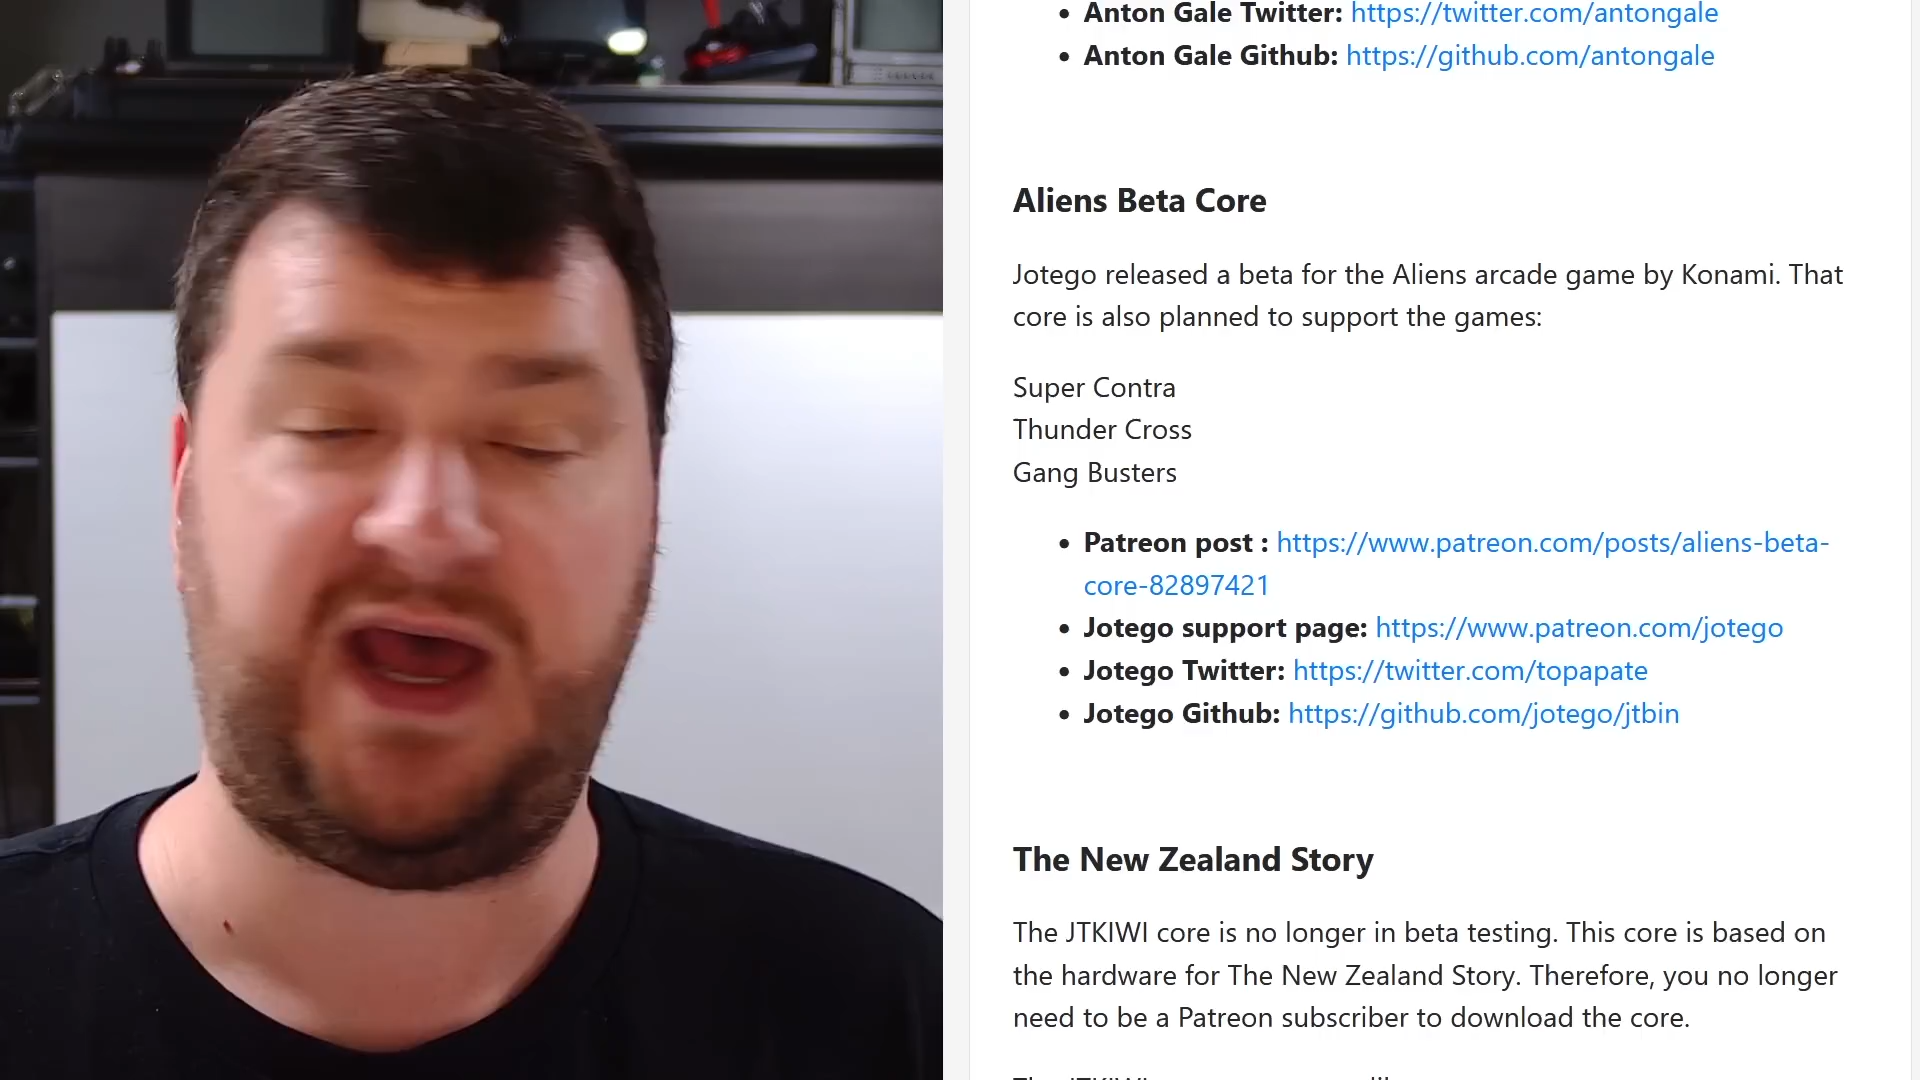 Anton Gale Twitter: https://twitter.com/antongale
Anton Gale Github: https://github.com/antongale
Aliens Beta Core
Jotego released a beta for the Aliens arcade game by Konami. That
core is also planned to support the games:
Super Contra
Thunder Cross
Gang Busters
Patreon post : https://www.patreon.com/posts/aliens-beta-
core-82897421
Jotego support page: https://www.patreon.com/jotego
Jotego Twitter: https://twitter.com/topapate
Jotego Github: https://github.com/jotego/jtbin
The New Zealand Story
The JTKIWI core is no longer in beta testing. This core is based on
the hardware for The New Zealand Story. Therefore, you no longer
need to be a Patreon subscriber to download the core.